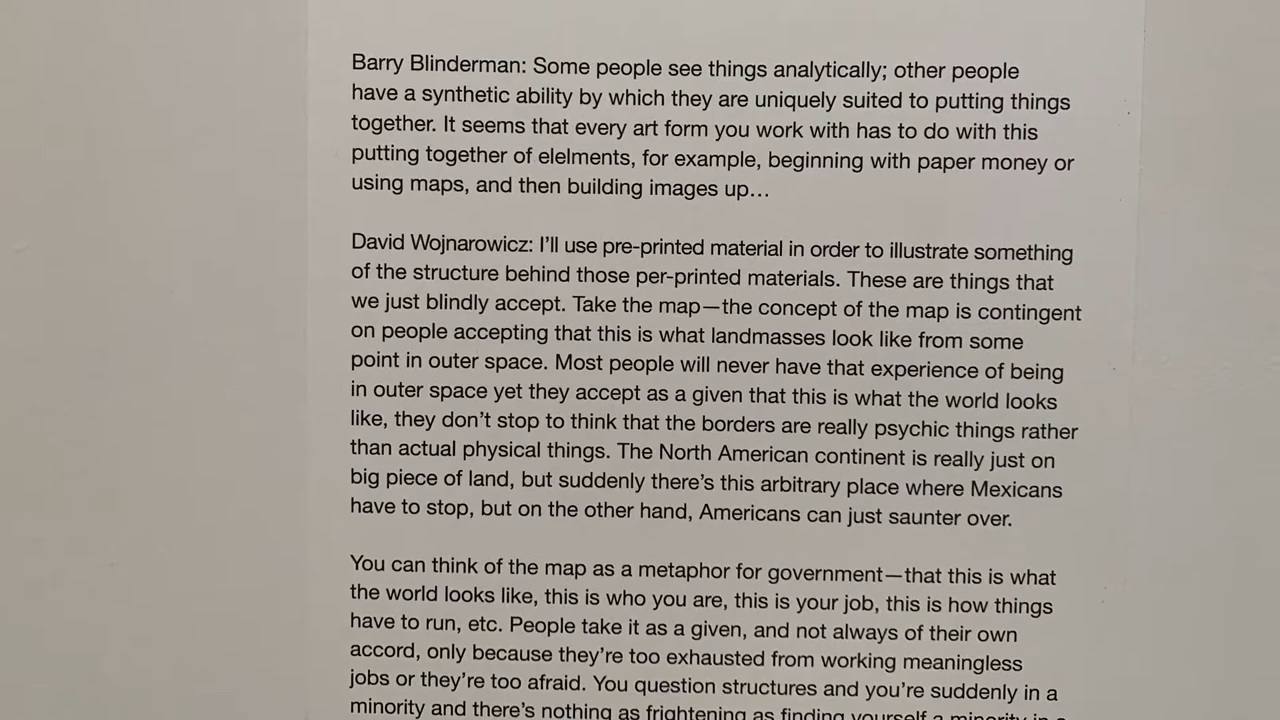 Barry Blinderman: Some people see things analytically; other people
have a synthetic ability by which they are uniquely suited to putting things
together. It seems that every art form you work with has to do with this
putting together of elelments, for example, beginning with paper money or
using maps, and then building images up…
David Wojnarowicz: I’ll use pre-printed material in order to illustrate something
of the structure behind those per-printed materials. These are things that
we just blindly accept. Take the map—the concept of the map is contingent
on people accepting that this is what landmasses look like from some
point in outer space. Most people will never have that experience of being
in outer space yet they accept as a given that this is what the world looks
like, they don’t stop to think that the borders are really psychic things rather
than actual physical things. The North American continent is really just on
big piece of land, but suddenly there’s this arbitrary place where Mexicans
have to stop, but on the other hand, Americans can just saunter over.
You can think of the map as a metaphor for government—that this is what
the world looks like, this is who you are, this is your job, this is how things
have to run, etc. People take it as a given, and not always of their own
accord, only because they’re too exhausted from working meaningless
jobs or they’re too afraid. You question structures and you’re suddenly in a
minority and there’s nothing as frightening as finding yourself a minority in a